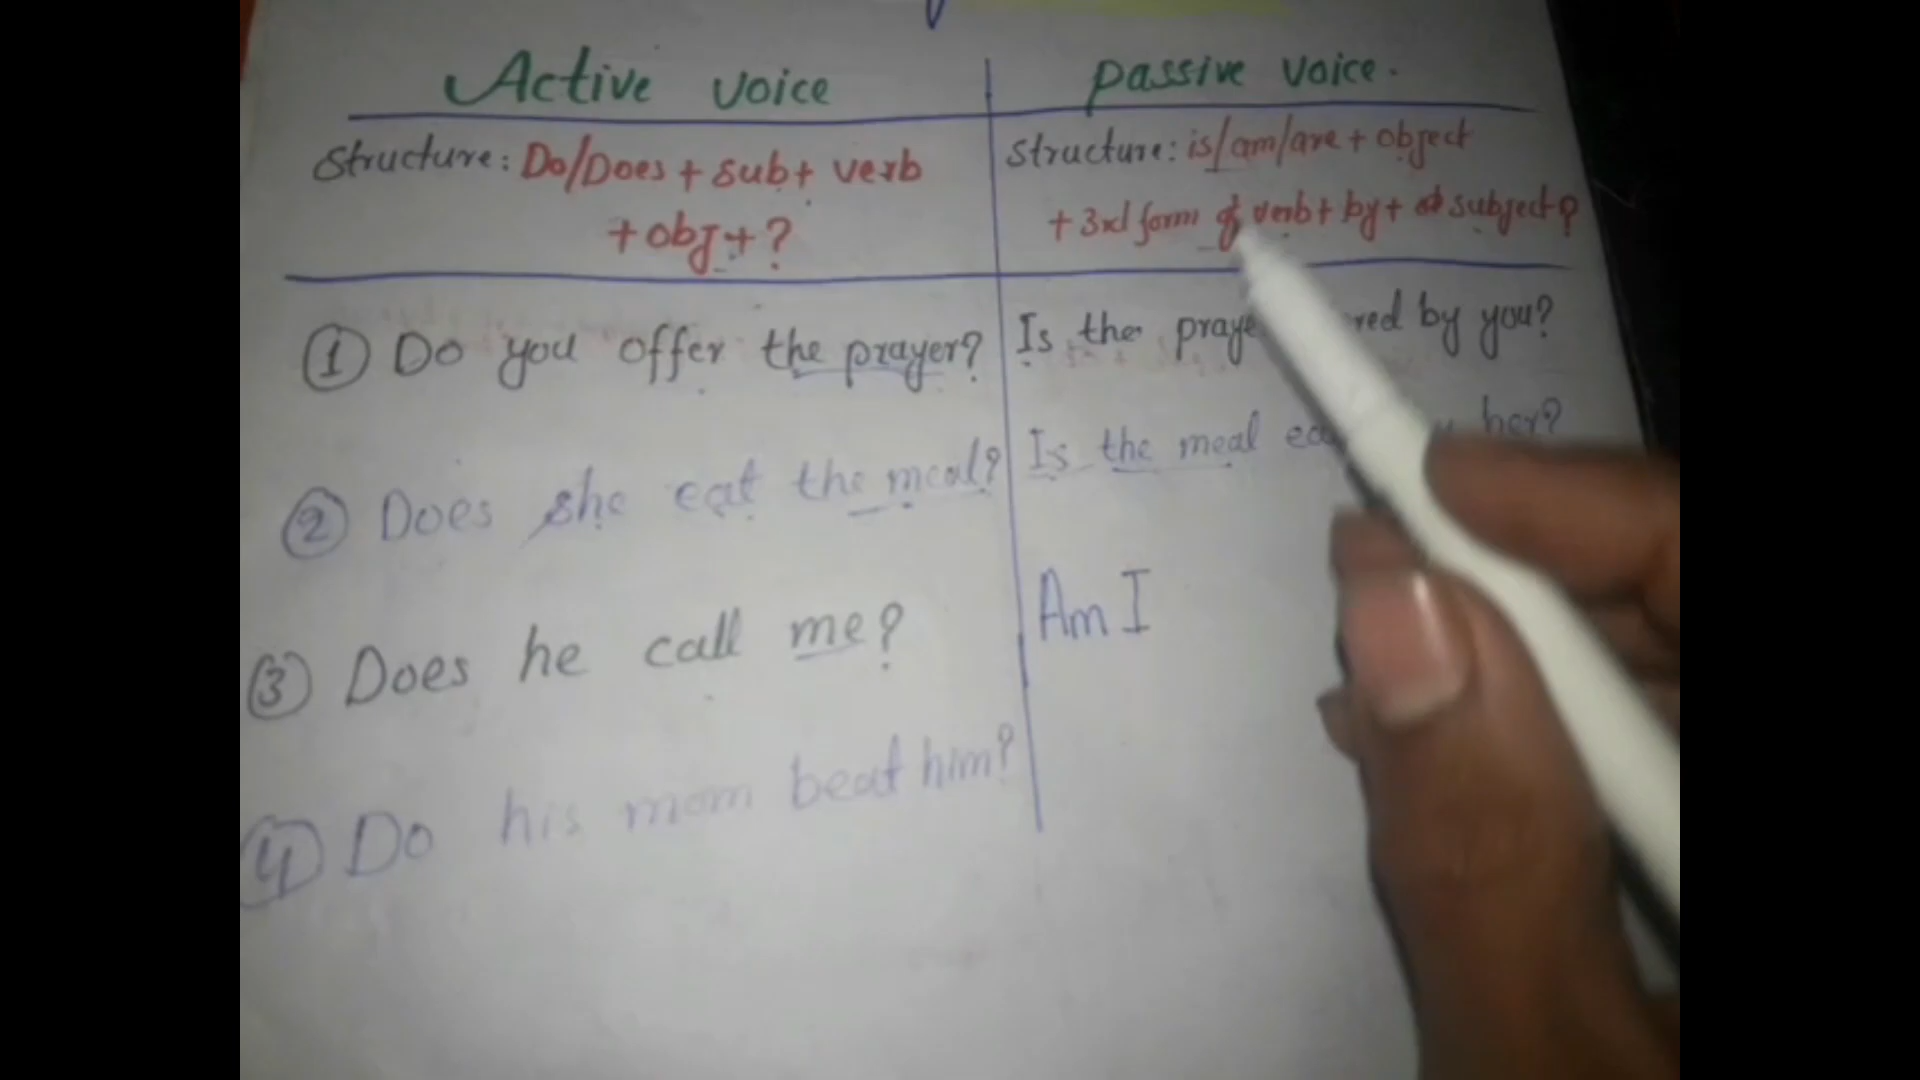 Active voice
passive voice.
Structure: Do/Does + sub + verb
+ obj + ?
Structure: is/am/are + object
+ 3rd form of verb + by + subject + ?
① Do you offer the prayer?
Is the by you?
② Does she eat the meal?
Is the meal her?
③ Does he call me?
Am I
④ Do his mom beat him?